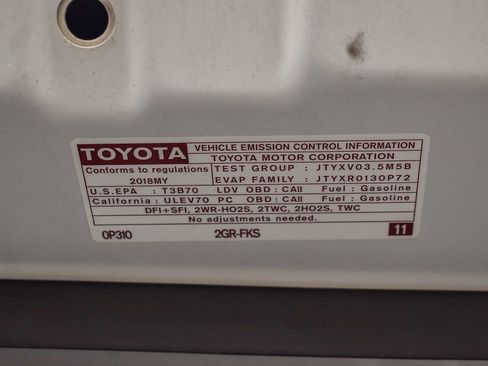 TOYOTA VEHICLE EMISSION CONTROL INFORMATION
TOYOTA MOTOR CORPORATION
Conforms to regulations TEST GROUP : JTYXV03.5M5B
2018MY EVAP FAMILY : JTYXR0130P72
U.S.EPA : T3B70 LDV OBD : CAII Fuel : Gasoline
California : ULEV70 PC OBD : CAII Fuel : Gasoline
DFI+SFI, 2WR-HO2S, 2TWC, 2HO2S, TWC
No adjustments needed.
0P310 2GR-FKS 11